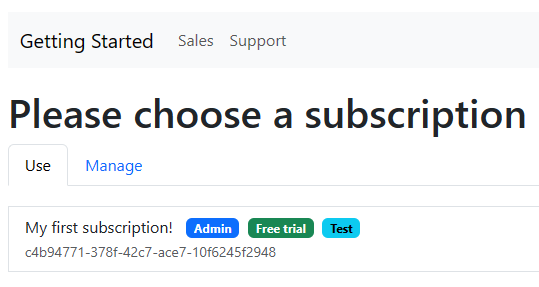 Getting Started Sales Support
Please choose a subscription
Use Manage
My first subscription! Admin Free trial Test
c4b94771-378f-42c7-ace7-10f6245f2948